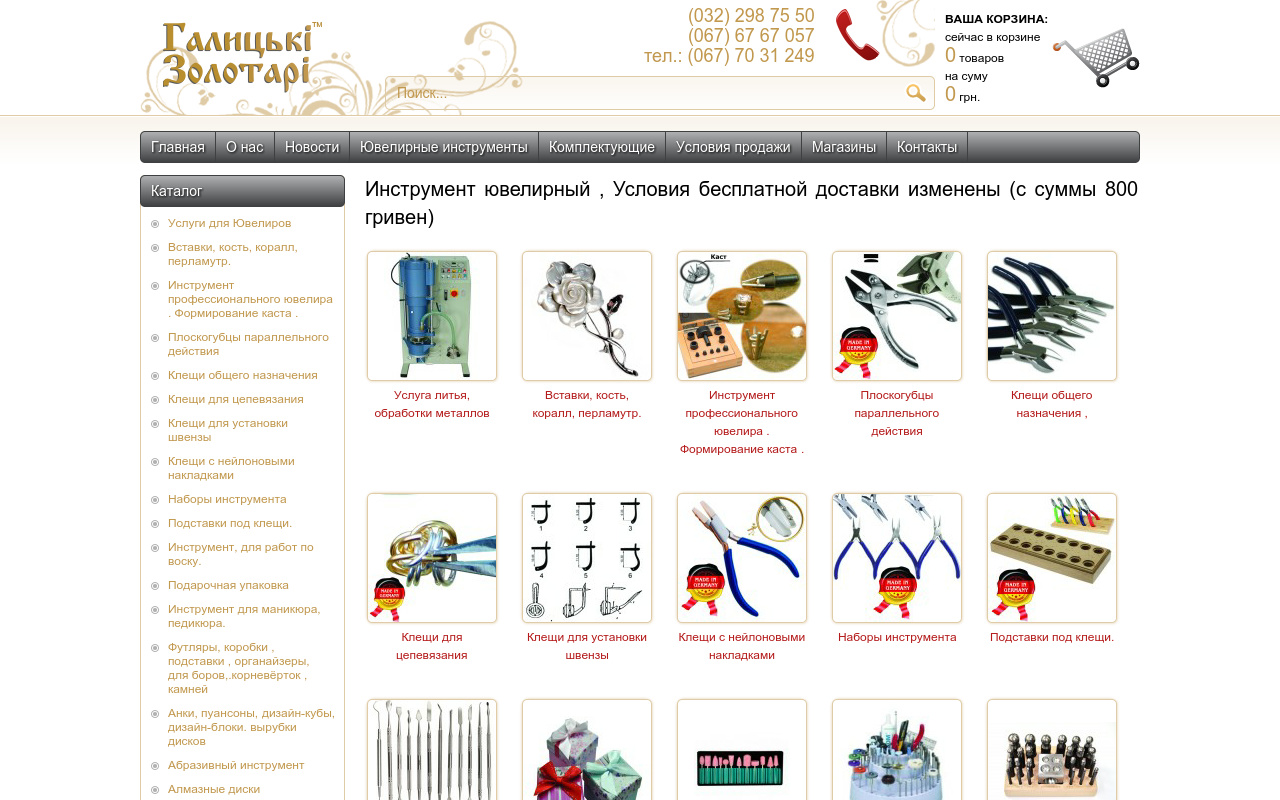 Галицькі™
Золотарі
(032) 298 75 50
(067) 67 67 057
тел.: (067) 70 31 249
Поиск...
ВАША КОРЗИНА:
сейчас в корзине
0 товаров
на суму
0 грн.
Главная О нас Новости Ювелирные инструменты Комплектующие Условия продажи Магазины Контакты
Каталог
Услуги для Ювелиров
Вставки, кость, коралл,
перламутр.
Инструмент
профессионального ювелира
. Формирование каста .
Плоскогубцы параллельного
действия
Клещи общего назначения
Клещи для цепевязания
Клещи для установки
швензы
Клещи с нейлоновыми
накладками
Наборы инструмента
Подставки под клещи.
Инструмент, для работ по
воску.
Подарочная упаковка
Инструмент для маникюра,
педикюра.
Футляры, коробки ,
подставки , органайзеры,
для боров,.корневёрток ,
камней
Анки, пуансоны, дизайн-кубы,
дизайн-блоки. вырубки
дисков
Абразивный инструмент
Алмазные диски
Инструмент ювелирный , Условия бесплатной доставки изменены (с суммы 800
гривен)
Каст
MADE IN
GERMANY
Услуга литья,
обработки металлов
Вставки, кость,
коралл, перламутр.
Инструмент
профессионального
ювелира .
Формирование каста .
Плоскогубцы
параллельного
действия
Клещи общего
назначения ,
MADE IN
GERMANY
1 2 3
4 5 6
MADE IN
GERMANY
MADE IN
GERMANY
MADE IN
GERMANY
Клещи для
цепевязания
Клещи для установки
швензы
Клещи с нейлоновыми
накладками
Наборы инструмента
Подставки под клещи.